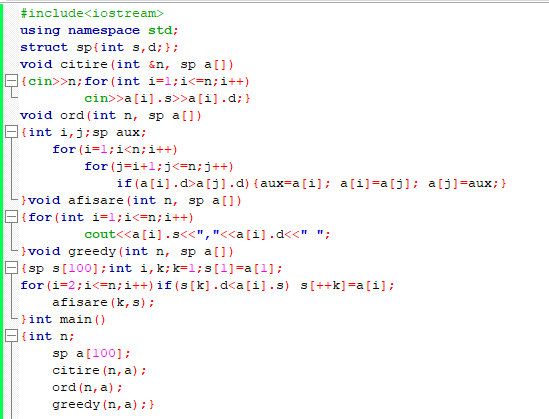 #include<iostream>
using namespace std;
struct sp{int s,d;};
void citire(int &n, sp a[])
{cin>>n;for(int i=1;i<=n;i++)
        cin>>a[i].s>>a[i].d;}
void ord(int n, sp a[])
{int i,j;sp aux;
    for(i=1;i<n;i++)
        for(j=i+1;j<=n;j++)
            if(a[i].d>a[j].d){aux=a[i]; a[i]=a[j]; a[j]=aux;}
}void afisare(int n, sp a[])
{for(int i=1;i<=n;i++)
        cout<<a[i].s<<","<<a[i].d<<" ";
}void greedy(int n, sp a[])
{sp s[100];int i,k;k=1;s[1]=a[1];
for(i=2;i<=n;i++)if(s[k].d<a[i].s) s[++k]=a[i];
    afisare(k,s);
}int main()
{int n;
    sp a[100];
    citire(n,a);
    ord(n,a);
    greedy(n,a);}